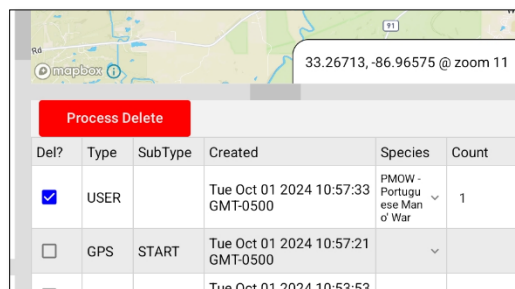 91
Rd
mapbox
33.26713, -86.96575 @ zoom 11
Process Delete
Del? Type SubType Created Species Count
USER Tue Oct 01 2024 10:57:33 GMT-0500 PMOW - Portuguese Man o' War 1
GPS START Tue Oct 01 2024 10:57:21 GMT-0500
Tue Oct 01 2024 10:53:53